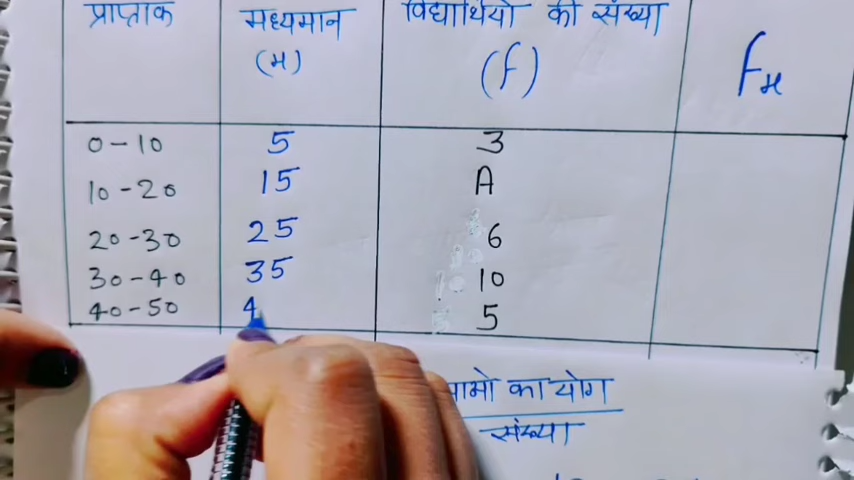 प्राप्तांक मध्यमान विद्यार्थियो की संख्या
(म) (f) fम
0-10 5 3
10-20 15 A
20-30 25 6
30-40 35 10
40-50 4 5
का योग
संख्या